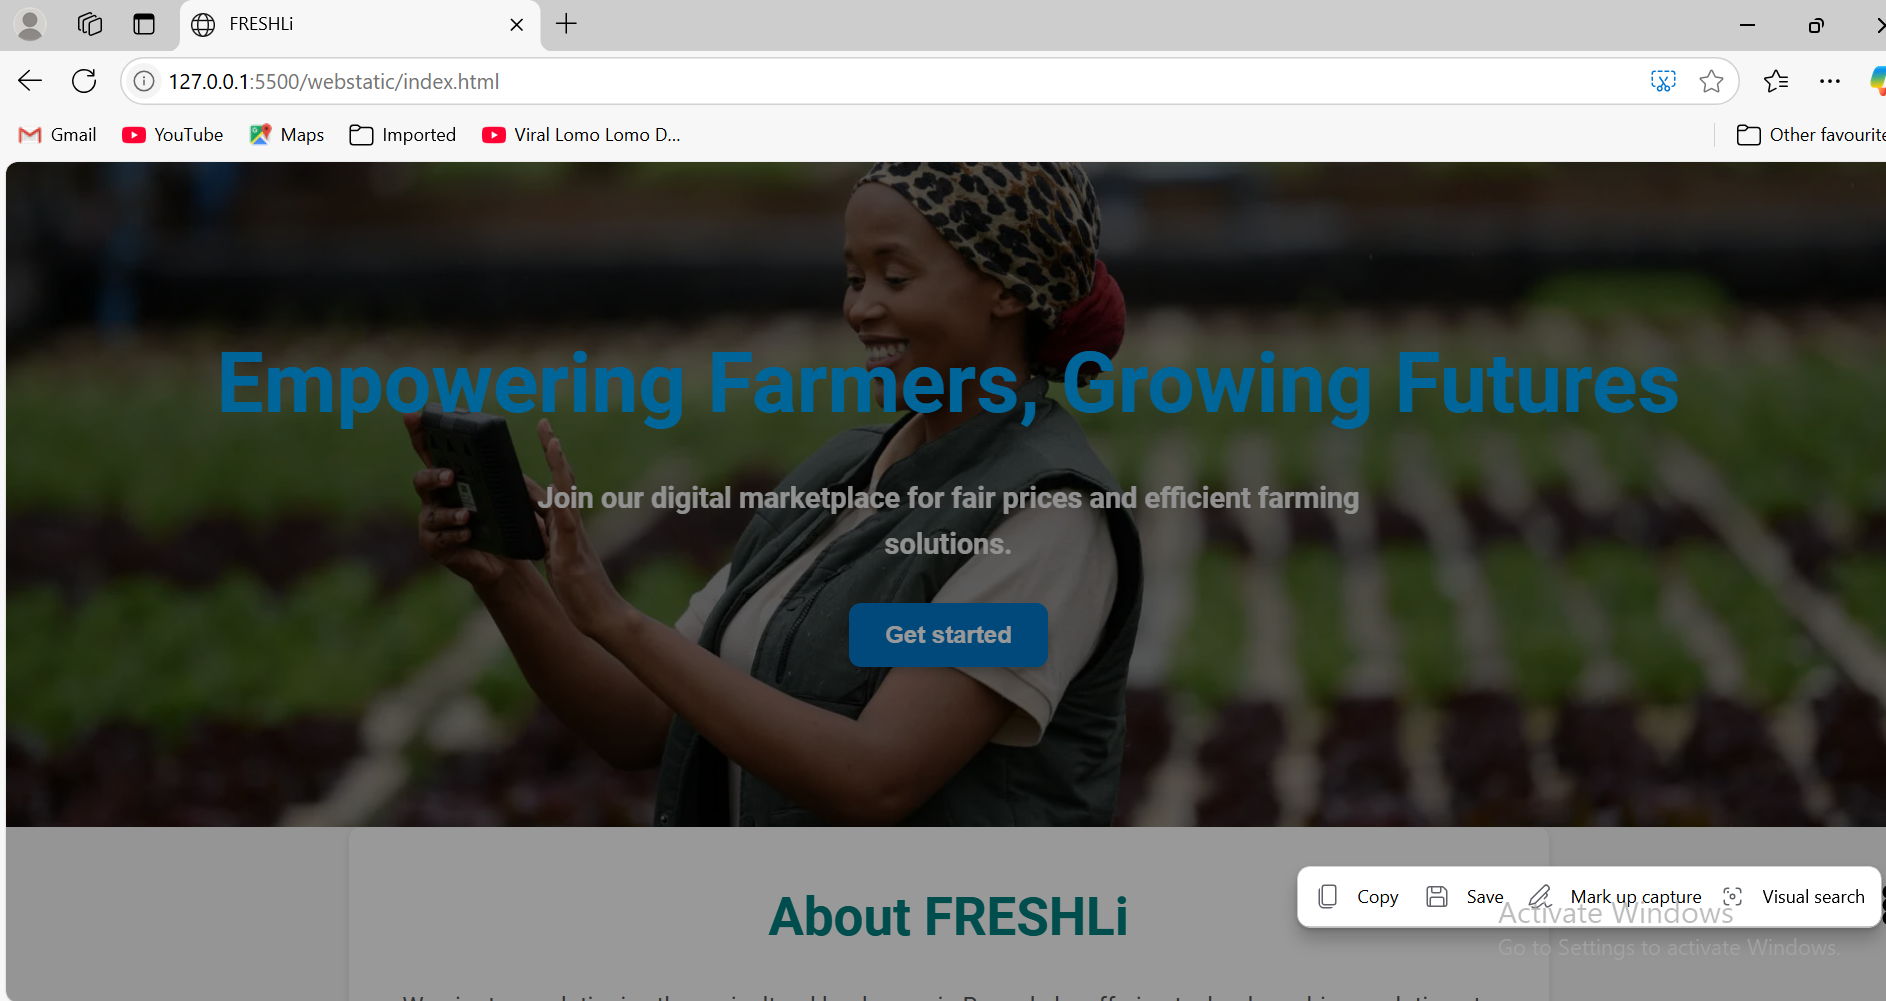 FRESHLi
127.0.0.1:5500/webstatic/index.html
Gmail YouTube Maps Imported Viral Lomo Lomo D... Other favourite
Empowering Farmers, Growing Futures
Join our digital marketplace for fair prices and efficient farming
solutions.
Get started
About FRESHLi
Copy Save Mark up capture Visual search
Activate Windows
Go to Settings to activate Windows.